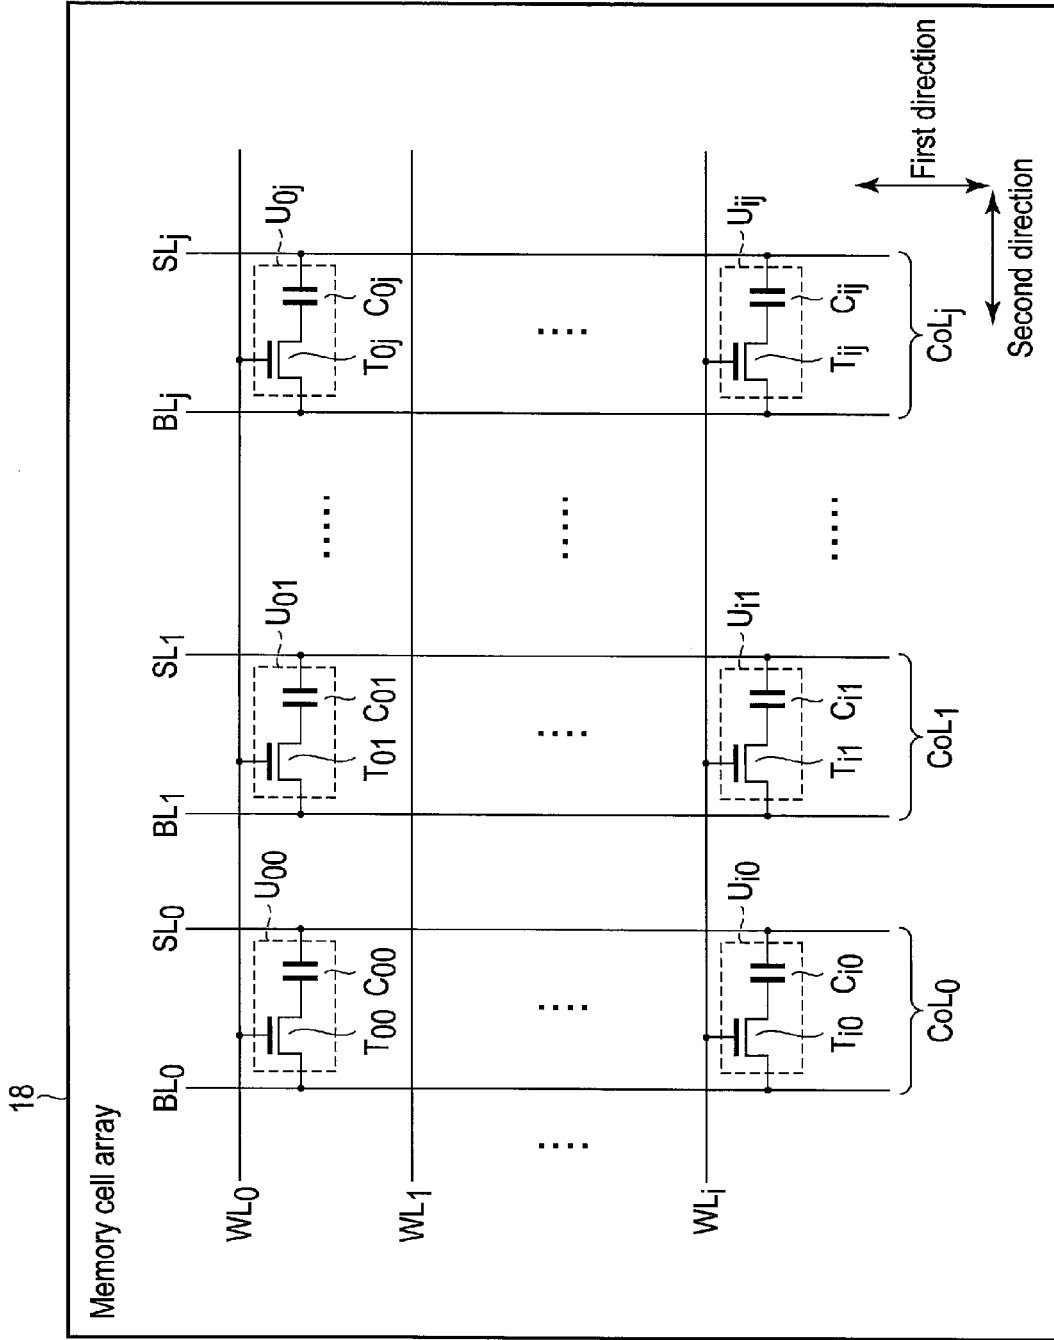 18
Memory cell array
BL0 SL0 BL1 SL1 BLj SLj
U00 U01 U0j
WL0
T00 C00 T01 C01 T0j C0j
WL1
WLi
Ui0 Ui1 Uij
Ti0 Ci0 Ti1 Ci1 Tij Cij
CoL0 CoL1 CoLj
First direction
Second direction